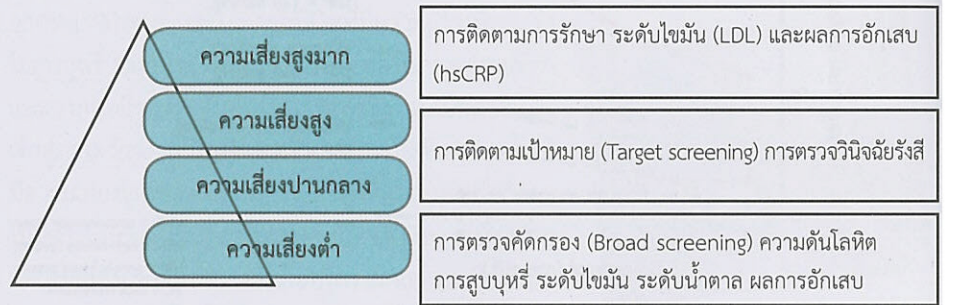 ความเสี่ยงสูงมาก
ความเสี่ยงสูง
ความเสี่ยงปานกลาง
ความเสี่ยงต่ำ
การติดตามการรักษา ระดับไขมัน (LDL) และผลการอักเสบ
(hsCRP)
การติดตามเป้าหมาย (Target screening) การตรวจวินิจฉัยรังสี
การตรวจคัดกรอง (Broad screening) ความดันโลหิต
การสูบบุหรี่ ระดับไขมัน ระดับน้ำตาล ผลการอักเสบ